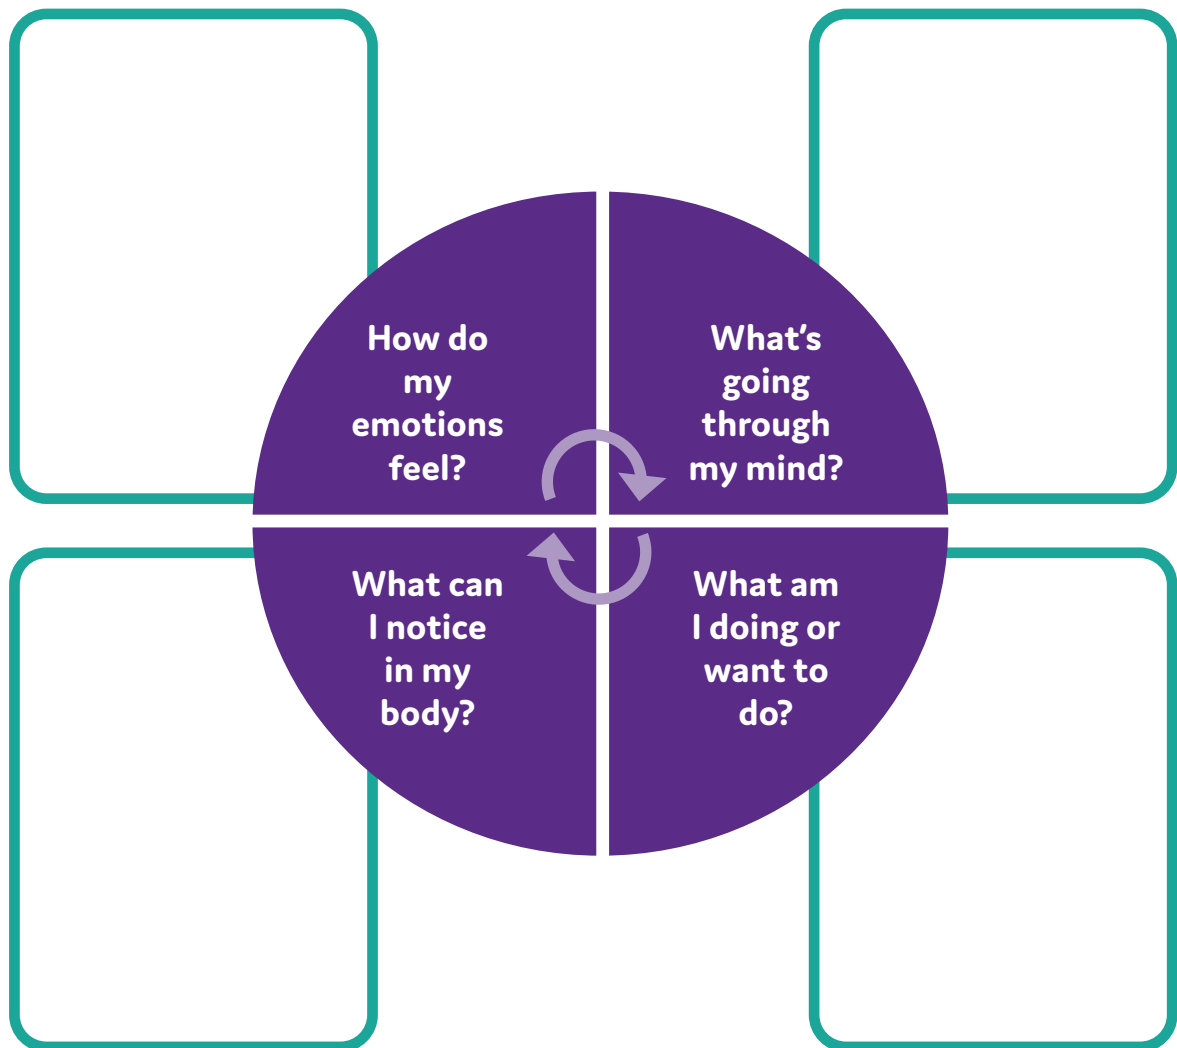 How do
my
emotions
feel?
What's
going
through
my mind?
What can
I notice
in my
body?
What am
I doing or
want to
do?